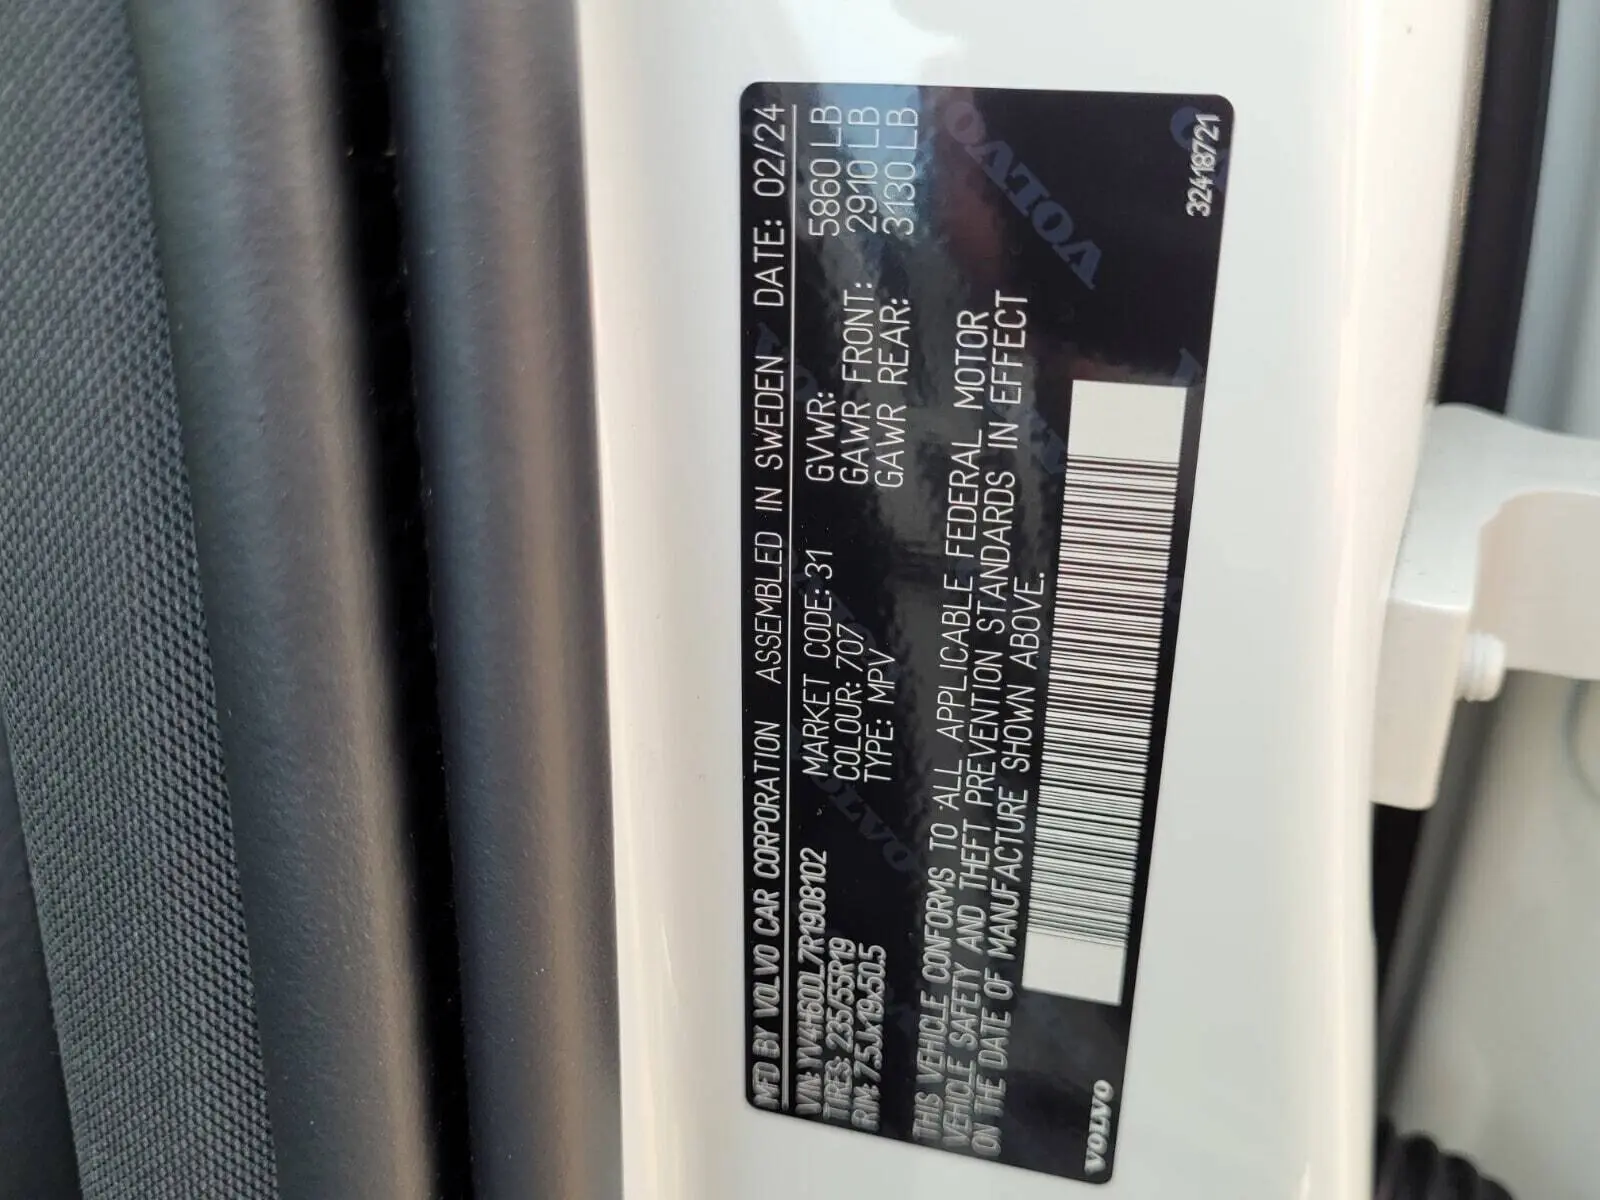 MFD BY VOLVO CAR CORPORATION ASSEMBLED IN SWEDEN DATE: 02/24
VIN: YV4H60DL7R1908102 MARKET CODE: 31 GVWR: 5860 LB
TIRES: 235/55R19 COLOUR: 707 GAWR FRONT: 2910 LB
RIM: 7.5Jx19x50.5 TYPE: MPV GAWR REAR: 3130 LB
THIS VEHICLE CONFORMS TO ALL APPLICABLE FEDERAL MOTOR
VEHICLE SAFETY AND THEFT PREVENTION STANDARDS IN EFFECT
ON THE DATE OF MANUFACTURE SHOWN ABOVE.
VOLVO 32418721